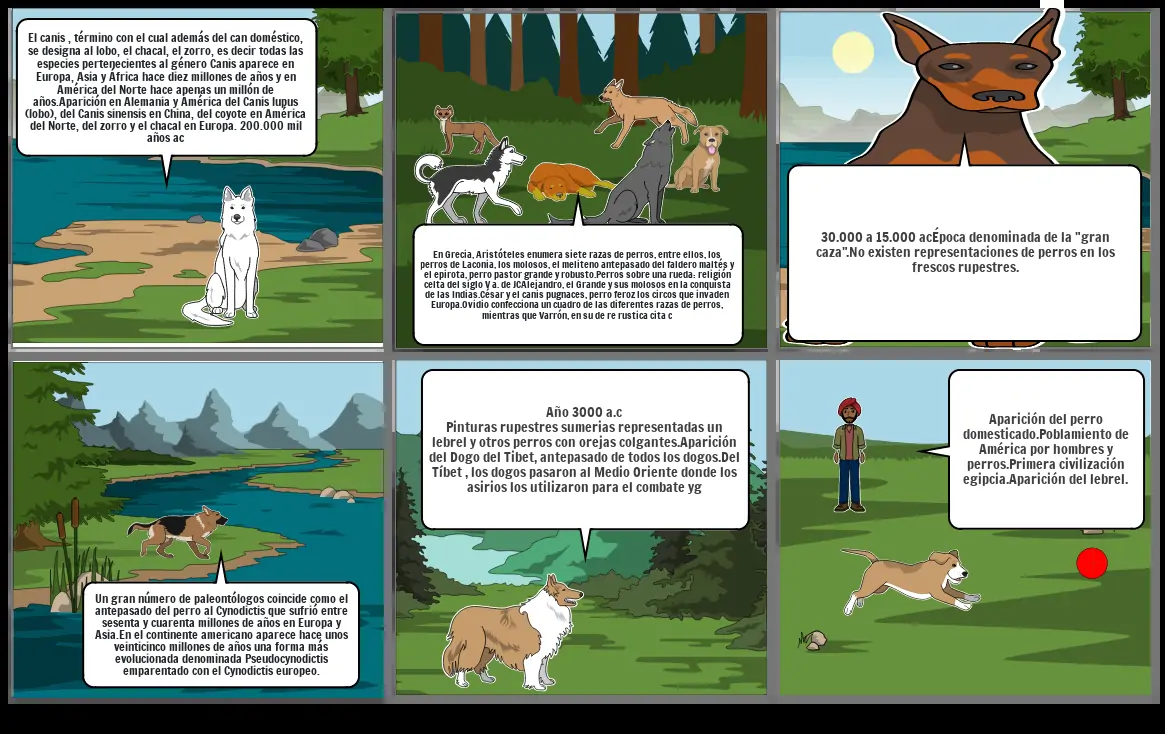 El canis , término con el cual además del can doméstico,
se designa al lobo, el chacal, el zorro, es decir todas las
especies pertepecientes al género Canis aparece en
Europa, Asia y África hace diez millones de años y en
América del Norte hace apenas un millón de
años.Aparición en Alemania y América del Canis lupus
(lobo), del Canis sinensis en China, del coyote en América
del Norte, del zorro y el chacal en Europa. 200.000 mil
años ac
En Grecia, Aristóteles enumera siete razas de perros, entre ellos, los
perros de Laconia, los molosos, el meliteno antepasado del faldero maltés y
el epirota, perro pastor grande y robusto.Perros sobre una rueda: religión
celta del siglo V a. de JCAlejandro, el Grande y sus molosos en la conquista
de las Indias.César y el canis pugnaces, perro feroz los circos que invaden
Europa.Ovidio confecciona un cuadro de las diferentes razas de perros,
mientras que Varrón, en su de re rustica cita c
30.000 a 15.000 acÉpoca denominada de la "gran
caza".No existen representaciones de perros en los
frescos rupestres.
Un gran número de paleontólogos coincide como el
antepasado del perro al Cynodictis que sufrió entre
sesenta y cuarenta millones de años en Europa y
Asia.En el continente americano aparece hace unos
veinticinco millones de años una forma más
evolucionada denominada Pseudocynodictis
emparentado con el Cynodictis europeo.
Año 3000 a.c
Pinturas rupestres sumerias representadas un
lebrel y otros perros con orejas colgantes.Aparición
del Dogo del Tibet, antepasado de todos los dogos.Del
Tíbet , los dogos pasaron al Medio Oriente donde los
asirios los utilizaron para el combate yg
Aparición del perro
domesticado.Poblamiento de
América por hombres y
perros.Primera civilización
egipcia.Aparición del lebrel.